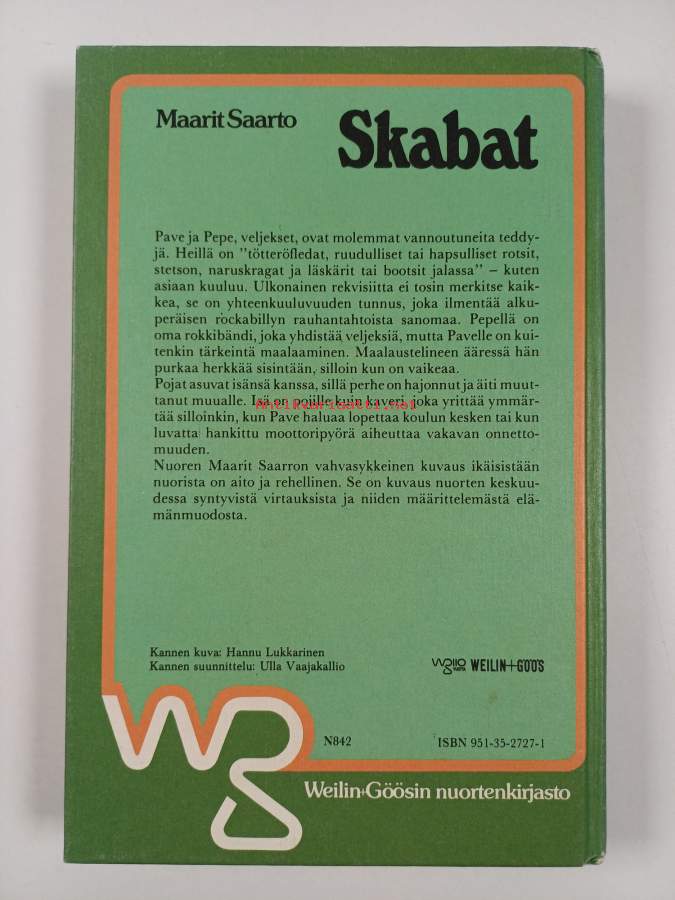 Maarit Saarto
Skabat
Pave ja Pepe, veljekset, ovat molemmat vannoutuneita teddy-
jä. Heillä on "tötteröfledat, ruudulliset tai hapsulliset rotsit,
stetson, naruskragat ja läskärit tai bootsit jalassa" – kuten
asiaan kuuluu. Ulkonainen rekvisiitta ei tosin merkitse kaik-
kea, se on yhteenkuuluvuuden tunnus, joka ilmentää alku-
peräisen rockabillyn rauhantahtoista sanomaa. Pepellä on
oma rokkibändi, joka yhdistää veljeksiä, mutta Pavelle on kui-
tenkin tärkeintä maalaaminen. Maalaustelineen ääressä hän
purkaa herkkää sisintään, silloin kun on vaikeaa.
Pojat asuvat isänsä kanssa, sillä perhe on hajonnut ja äiti muut-
tanut muualle. Isä on pojille kuin kaveri, joka yrittää ymmär-
Antikvariaatti.net
tää silloinkin, kun Pave haluaa lopettaa koulun kesken tai kun
luvatta hankittu moottoripyörä aiheuttaa vakavan onnetto-
muuden.
Nuoren Maarit Saarron vahvasykkeinen kuvaus ikäisistään
nuorista on aito ja rehellinen. Se on kuvaus nuorten keskuu-
dessa syntyvistä virtauksista ja niiden määrittelemästä elä-
mänmuodosta.
Kannen kuva: Hannu Lukkarinen
Kannen suunnittelu: Ulla Vaajakallio
WEILIN+GÖÖS
N842
ISBN 951-35-2727-1
Weilin+Göösin nuortenkirjasto